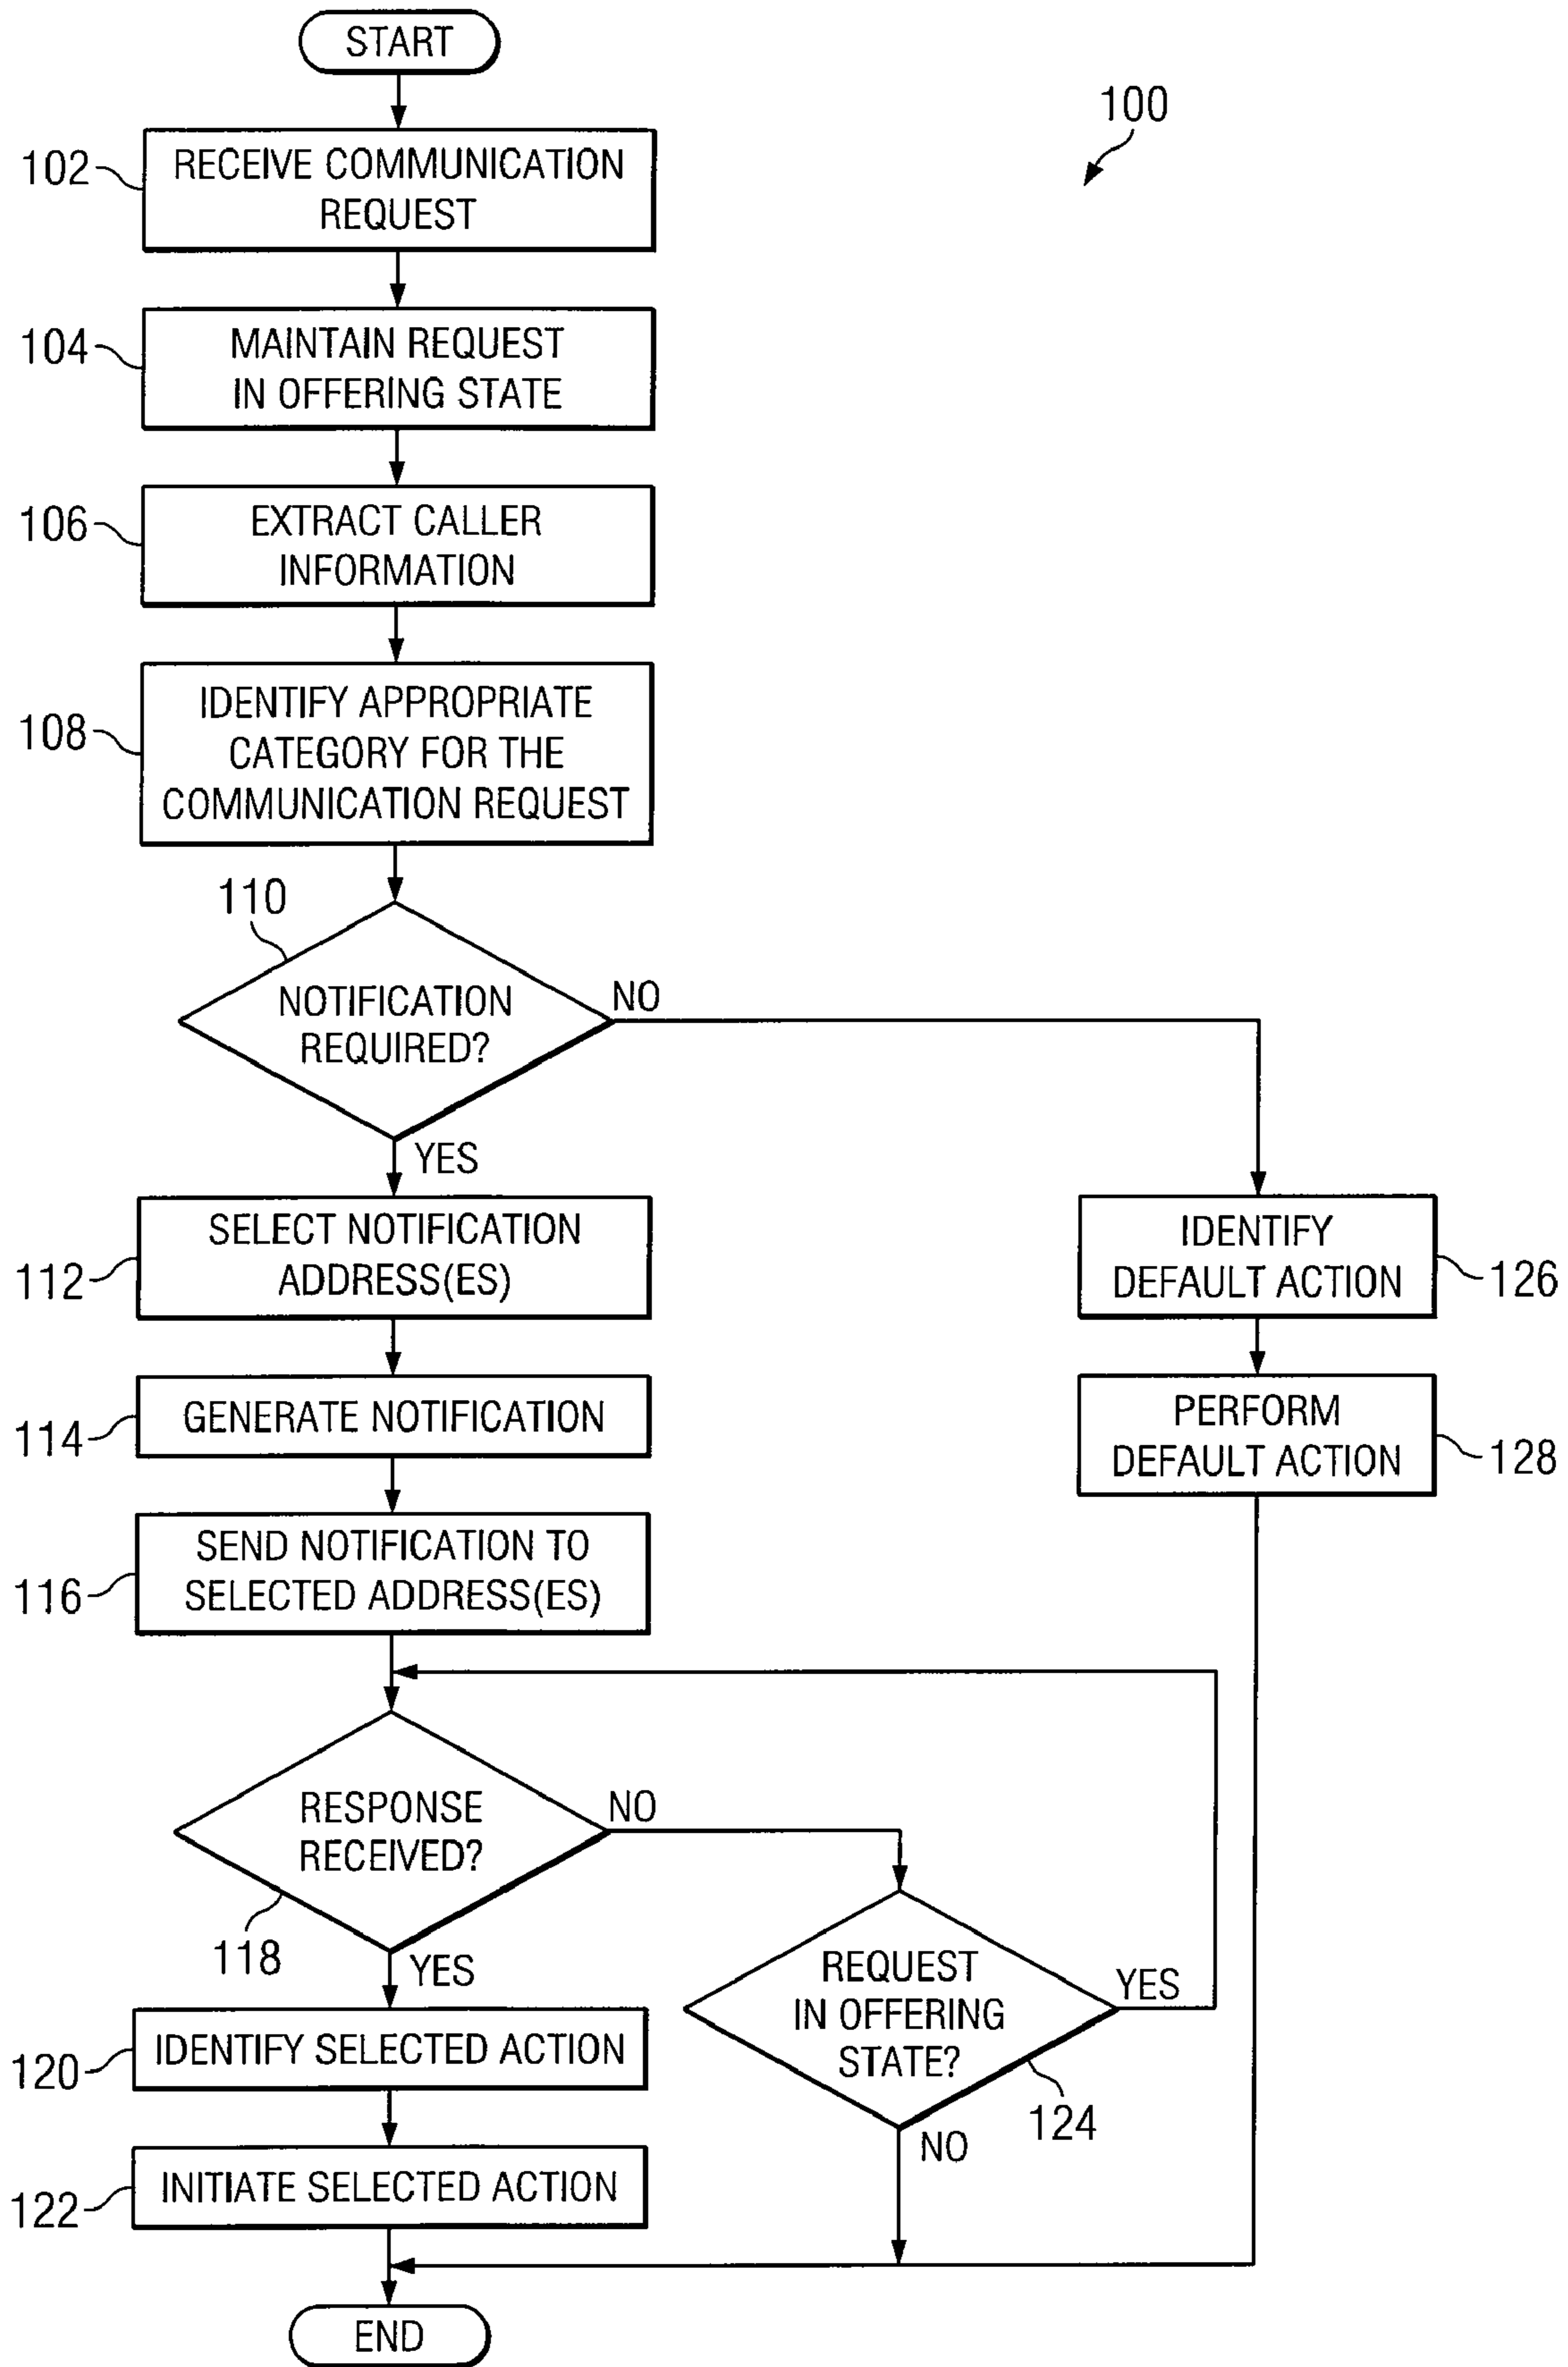 START
100
102
RECEIVE COMMUNICATION
REQUEST
104
MAINTAIN REQUEST
IN OFFERING STATE
106
EXTRACT CALLER
INFORMATION
108
IDENTIFY APPROPRIATE
CATEGORY FOR THE
COMMUNICATION REQUEST
110
NOTIFICATION
REQUIRED?
NO
YES
112
SELECT NOTIFICATION
ADDRESS(ES)
IDENTIFY
DEFAULT ACTION
126
114
GENERATE NOTIFICATION
PERFORM
DEFAULT ACTION
128
116
SEND NOTIFICATION TO
SELECTED ADDRESS(ES)
RESPONSE
RECEIVED?
NO
118
YES
REQUEST
IN OFFERING
STATE?
YES
124
NO
120
IDENTIFY SELECTED ACTION
122
INITIATE SELECTED ACTION
END